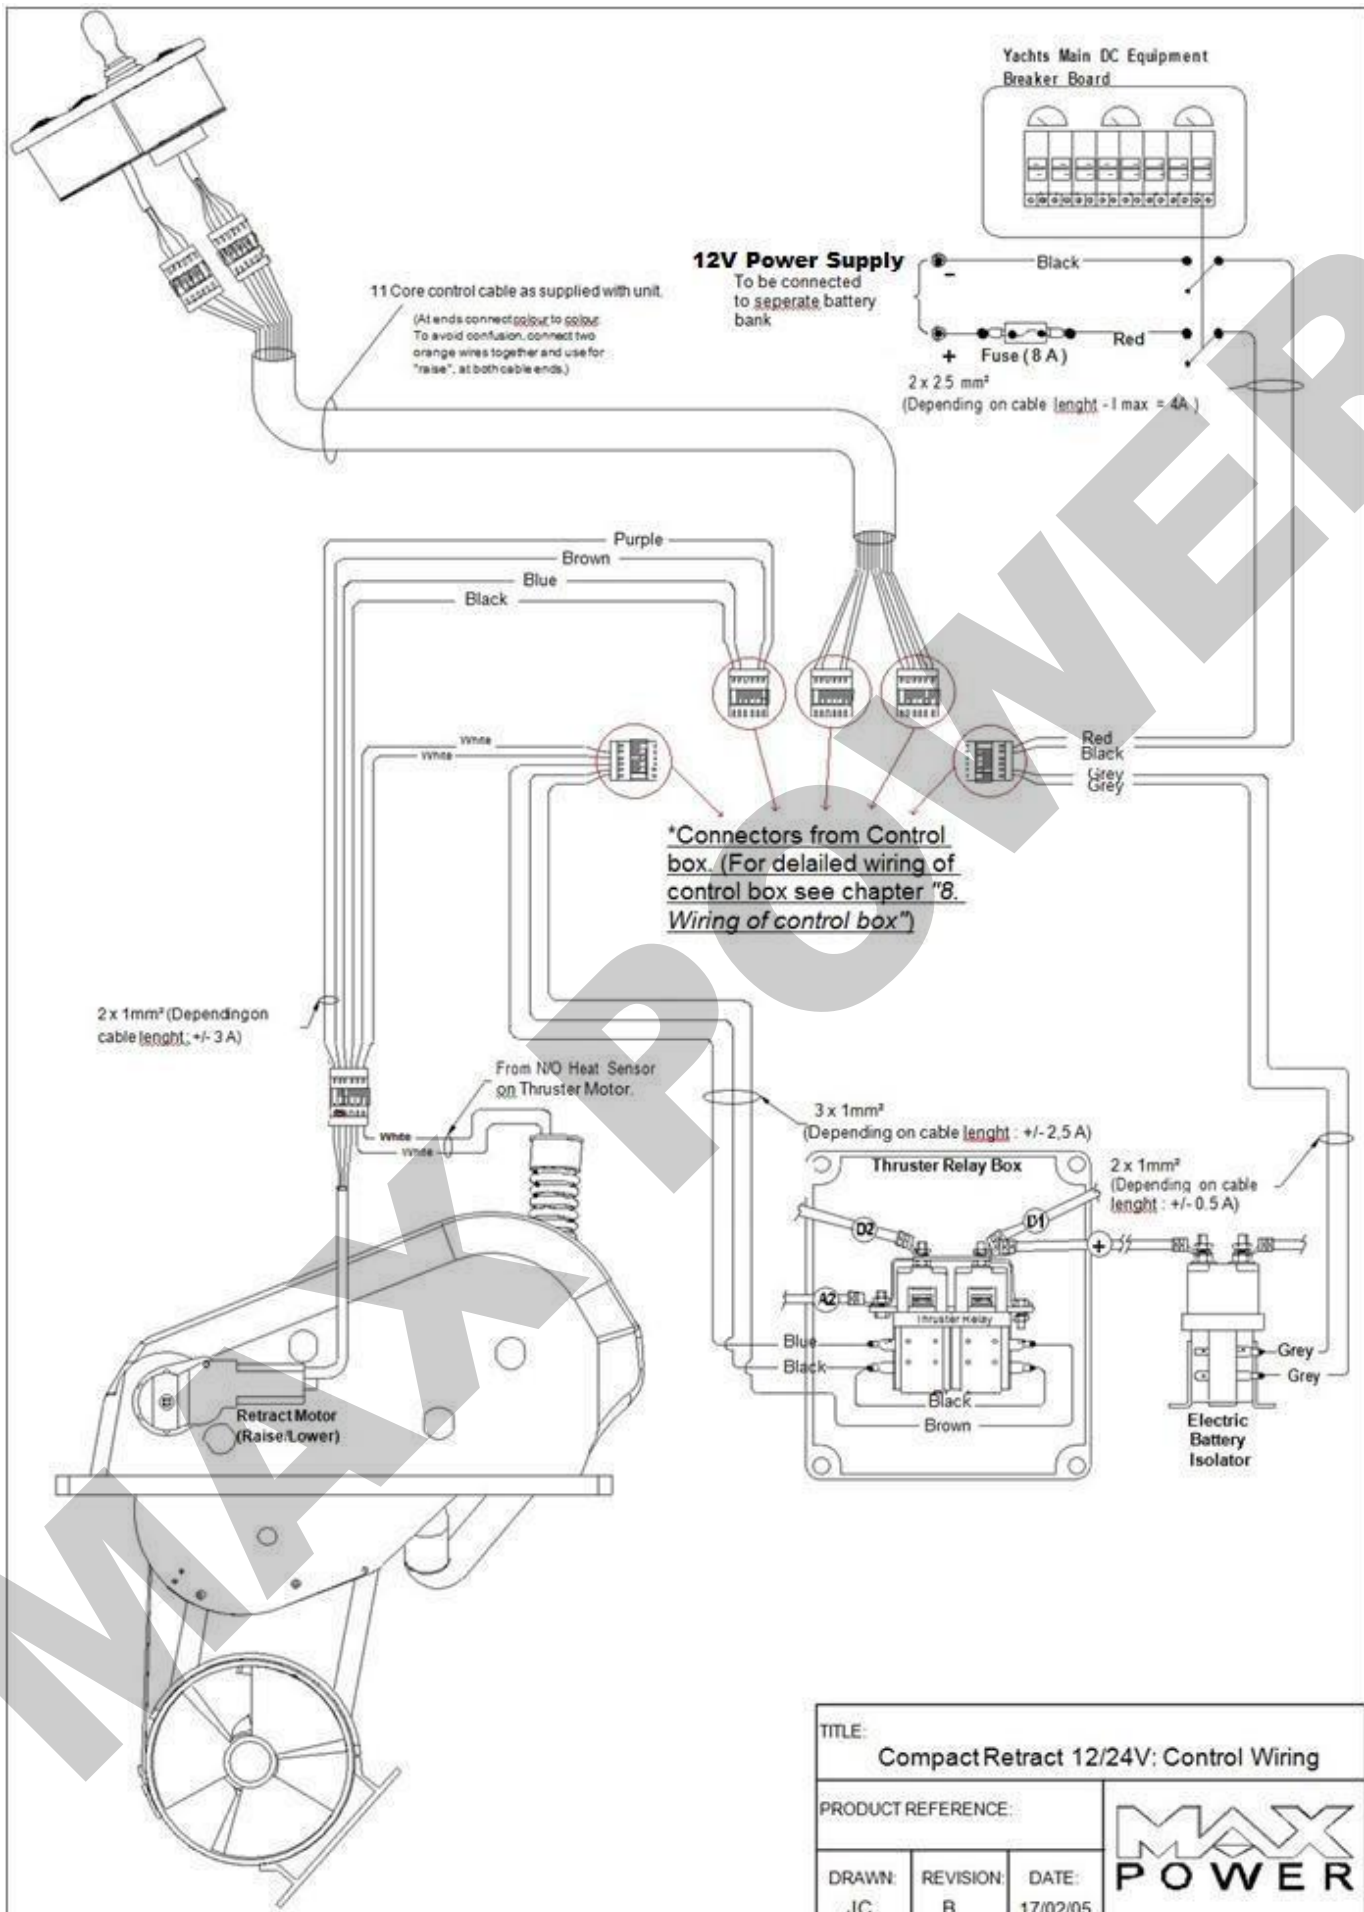 Yachts Main DC Equipment
Breaker Board
12V Power Supply
To be connected
to seperate battery
bank
−
Black
+
Fuse ( 8 A )
Red
2 x 2.5 mm²
(Depending on cable lenght - I max = 4A )
11 Core control cable as supplied with unit.
(At ends connect colour to colour.
To avoid confusion, connect two
orange wires together and use for
"raise", at both cable ends.)
Purple
Brown
Blue
Black
White
White
Red
Black
Grey
Grey
*Connectors from Control
box. (For delailed wiring of
control box see chapter "8.
Wiring of control box")
2 x 1mm² (Depending on
cable lenght : +/- 3 A)
From N/O Heat Sensor
on Thruster Motor.
White
White
3 x 1mm²
(Depending on cable lenght : +/- 2,5 A)
Thruster Relay Box
2 x 1mm²
(Depending on cable
lenght : +/- 0.5 A)
D2
D1
+
A2
Thruster Relay
Blue
Black
Black
Brown
Grey
Grey
Electric
Battery
Isolator
Retract Motor
(Raise/Lower)
MAX POWER
TITLE:
Compact Retract 12/24V: Control Wiring
PRODUCT REFERENCE:
DRAWN:
JC
REVISION:
B
DATE:
17/02/05
MAX
POWER